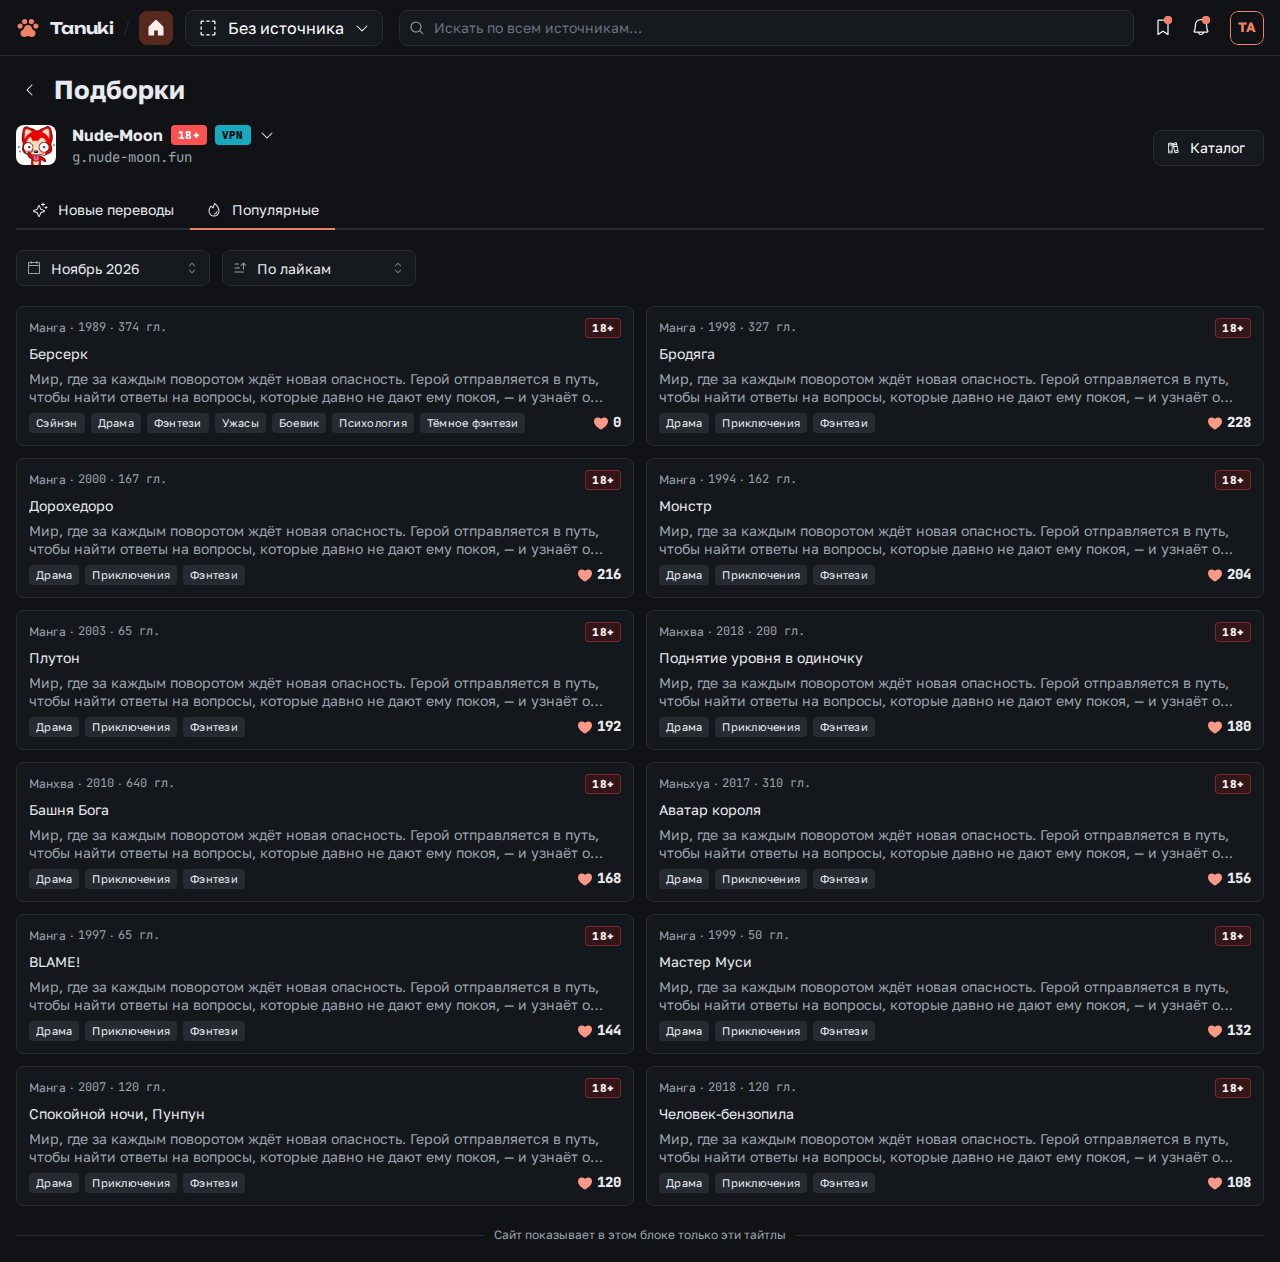 Tanuki / Без источника
Искать по всем источникам...
TA
Подборки
Nude-Moon 18+ VPN
g.nude-moon.fun
Каталог
Новые переводы
Популярные
Ноябрь 2026
По лайкам
Манга · 1989 · 374 гл. 18+
Берсерк
Мир, где за каждым поворотом ждёт новая опасность. Герой отправляется в путь,
чтобы найти ответы на вопросы, которые давно не дают ему покоя, — и узнаёт о...
Сэйнэн Драма Фэнтези Ужасы Боевик Психология Тёмное фэнтези 0
Манга · 1998 · 327 гл. 18+
Бродяга
Мир, где за каждым поворотом ждёт новая опасность. Герой отправляется в путь,
чтобы найти ответы на вопросы, которые давно не дают ему покоя, — и узнаёт о...
Драма Приключения Фэнтези 228
Манга · 2000 · 167 гл. 18+
Дорохедоро
Мир, где за каждым поворотом ждёт новая опасность. Герой отправляется в путь,
чтобы найти ответы на вопросы, которые давно не дают ему покоя, — и узнаёт о...
Драма Приключения Фэнтези 216
Манга · 1994 · 162 гл. 18+
Монстр
Мир, где за каждым поворотом ждёт новая опасность. Герой отправляется в путь,
чтобы найти ответы на вопросы, которые давно не дают ему покоя, — и узнаёт о...
Драма Приключения Фэнтези 204
Манга · 2003 · 65 гл. 18+
Плутон
Мир, где за каждым поворотом ждёт новая опасность. Герой отправляется в путь,
чтобы найти ответы на вопросы, которые давно не дают ему покоя, — и узнаёт о...
Драма Приключения Фэнтези 192
Манхва · 2018 · 200 гл. 18+
Поднятие уровня в одиночку
Мир, где за каждым поворотом ждёт новая опасность. Герой отправляется в путь,
чтобы найти ответы на вопросы, которые давно не дают ему покоя, — и узнаёт о...
Драма Приключения Фэнтези 180
Манхва · 2010 · 640 гл. 18+
Башня Бога
Мир, где за каждым поворотом ждёт новая опасность. Герой отправляется в путь,
чтобы найти ответы на вопросы, которые давно не дают ему покоя, — и узнаёт о...
Драма Приключения Фэнтези 168
Маньхуа · 2017 · 310 гл. 18+
Аватар короля
Мир, где за каждым поворотом ждёт новая опасность. Герой отправляется в путь,
чтобы найти ответы на вопросы, которые давно не дают ему покоя, — и узнаёт о...
Драма Приключения Фэнтези 156
Манга · 1997 · 65 гл. 18+
BLAME!
Мир, где за каждым поворотом ждёт новая опасность. Герой отправляется в путь,
чтобы найти ответы на вопросы, которые давно не дают ему покоя, — и узнаёт о...
Драма Приключения Фэнтези 144
Манга · 1999 · 50 гл. 18+
Мастер Муси
Мир, где за каждым поворотом ждёт новая опасность. Герой отправляется в путь,
чтобы найти ответы на вопросы, которые давно не дают ему покоя, — и узнаёт о...
Драма Приключения Фэнтези 132
Манга · 2007 · 120 гл. 18+
Спокойной ночи, Пунпун
Мир, где за каждым поворотом ждёт новая опасность. Герой отправляется в путь,
чтобы найти ответы на вопросы, которые давно не дают ему покоя, — и узнаёт о...
Драма Приключения Фэнтези 120
Манга · 2018 · 120 гл. 18+
Человек-бензопила
Мир, где за каждым поворотом ждёт новая опасность. Герой отправляется в путь,
чтобы найти ответы на вопросы, которые давно не дают ему покоя, — и узнаёт о...
Драма Приключения Фэнтези 108
Сайт показывает в этом блоке только эти тайтлы